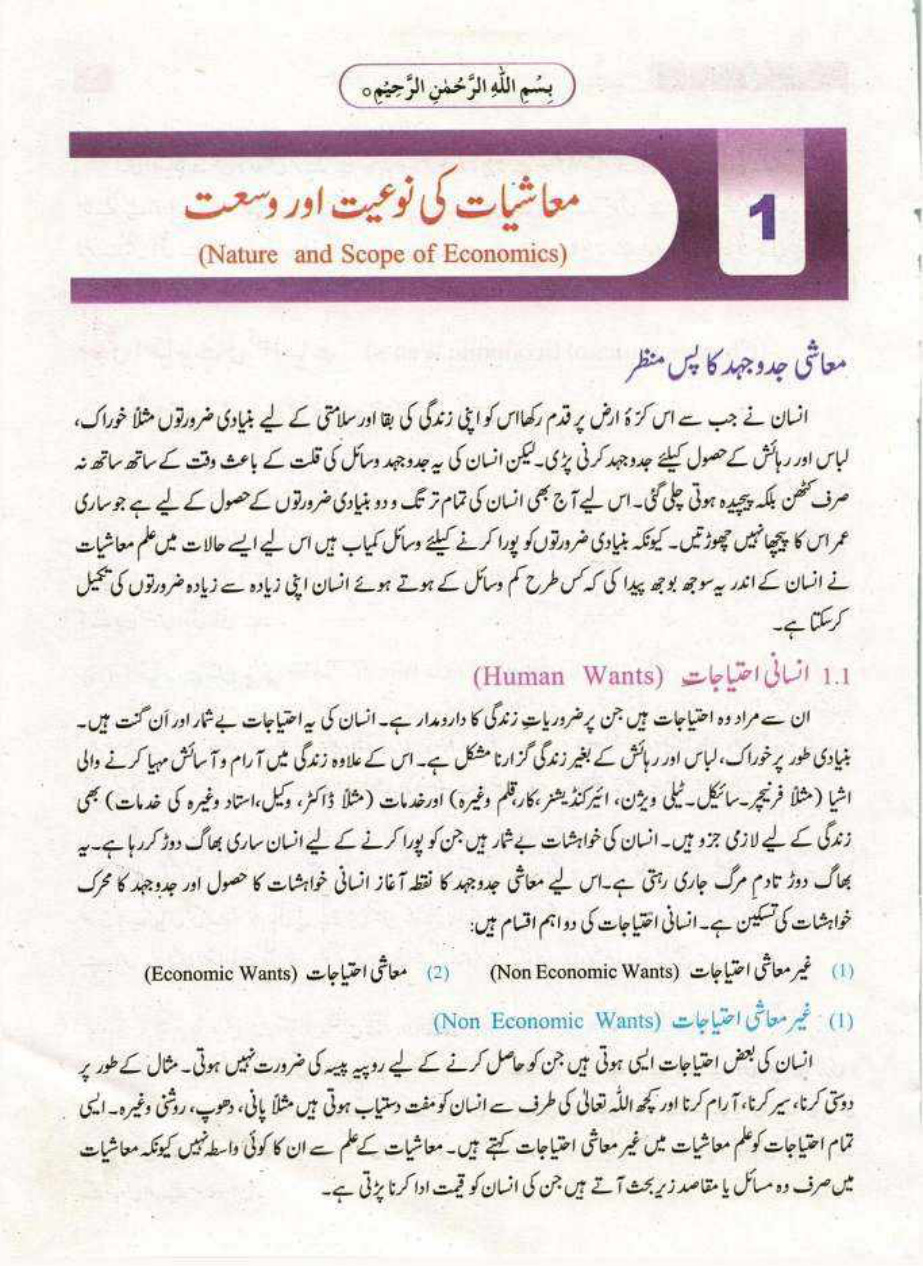 بِسْمِ اللّٰهِ الرَّحْمٰنِ الرَّحِيْمِ
1
معاشیات کی نوعیت اور وسعت
(Nature and Scope of Economics)
معاشی جدوجہد کا پس منظر
انسان نے جب سے اس کرّۂ ارض پر قدم رکھا اس کو اپنی زندگی کی بقا اور سلامتی کے لیے بنیادی ضرورتوں مثلاً خوراک،
لباس اور رہائش کے حصول کیلئے جدوجہد کرنی پڑی۔ لیکن انسان کی یہ جدوجہد وسائل کی قلت کے باعث وقت کے ساتھ ساتھ نہ
صرف کٹھن بلکہ پیچیدہ ہوتی چلی گئی۔ اس لیے آج بھی انسان کی تمام تر تگ و دو بنیادی ضرورتوں کے حصول کے لیے ہے جو ساری
عمر اس کا پیچھا نہیں چھوڑتیں۔ کیونکہ بنیادی ضرورتوں کو پورا کرنے کیلئے وسائل کمیاب ہیں اس لیے ایسے حالات میں علم معاشیات
نے انسان کے اندر یہ سوجھ بوجھ پیدا کی کہ کس طرح کم وسائل کے ہوتے ہوئے انسان اپنی زیادہ سے زیادہ ضرورتوں کی تکمیل
کرسکتا ہے۔
1.1 انسانی احتیاجات (Human Wants)
ان سے مراد وہ احتیاجات ہیں جن پر ضروریاتِ زندگی کا دارومدار ہے۔ انسان کی یہ احتیاجات بے شمار اور اَن گنت ہیں۔
بنیادی طور پر خوراک، لباس اور رہائش کے بغیر زندگی گزارنا مشکل ہے۔ اس کے علاوہ زندگی میں آرام و آسائش مہیا کرنے والی
اشیا (مثلاً فرنیچر۔ سائیکل۔ ٹیلی ویژن، ائیرکنڈیشنر، کار، قلم وغیرہ) اور خدمات (مثلاً ڈاکٹر، وکیل، استاد وغیرہ کی خدمات) بھی
زندگی کے لیے لازمی جزو ہیں۔ انسان کی خواہشات بے شمار ہیں جن کو پورا کرنے کے لیے انسان ساری بھاگ دوڑ کر رہا ہے۔ یہ
بھاگ دوڑ تادمِ مرگ جاری رہتی ہے۔ اس لیے معاشی جدوجہد کا نقطہ آغاز انسانی خواہشات کا حصول اور جدوجہد کا محرک
خواہشات کی تسکین ہے۔ انسانی احتیاجات کی دو اہم اقسام ہیں:
(1) غیر معاشی احتیاجات (Non Economic Wants) (2) معاشی احتیاجات (Economic Wants)
(1) غیر معاشی احتیاجات (Non Economic Wants)
انسان کی بعض احتیاجات ایسی ہوتی ہیں جن کو حاصل کرنے کے لیے روپیہ پیسہ کی ضرورت نہیں ہوتی۔ مثال کے طور پر
دوستی کرنا، سیر کرنا، آرام کرنا اور کچھ اللہ تعالیٰ کی طرف سے انسان کو مفت دستیاب ہوتی ہیں مثلاً پانی، دھوپ، روشنی وغیرہ۔ ایسی
تمام احتیاجات کو علم معاشیات میں غیر معاشی احتیاجات کہتے ہیں۔ معاشیات کے علم سے ان کا کوئی واسطہ نہیں کیونکہ معاشیات
میں صرف وہ مسائل یا مقاصد زیر بحث آتے ہیں جن کی انسان کو قیمت ادا کرنا پڑتی ہے۔